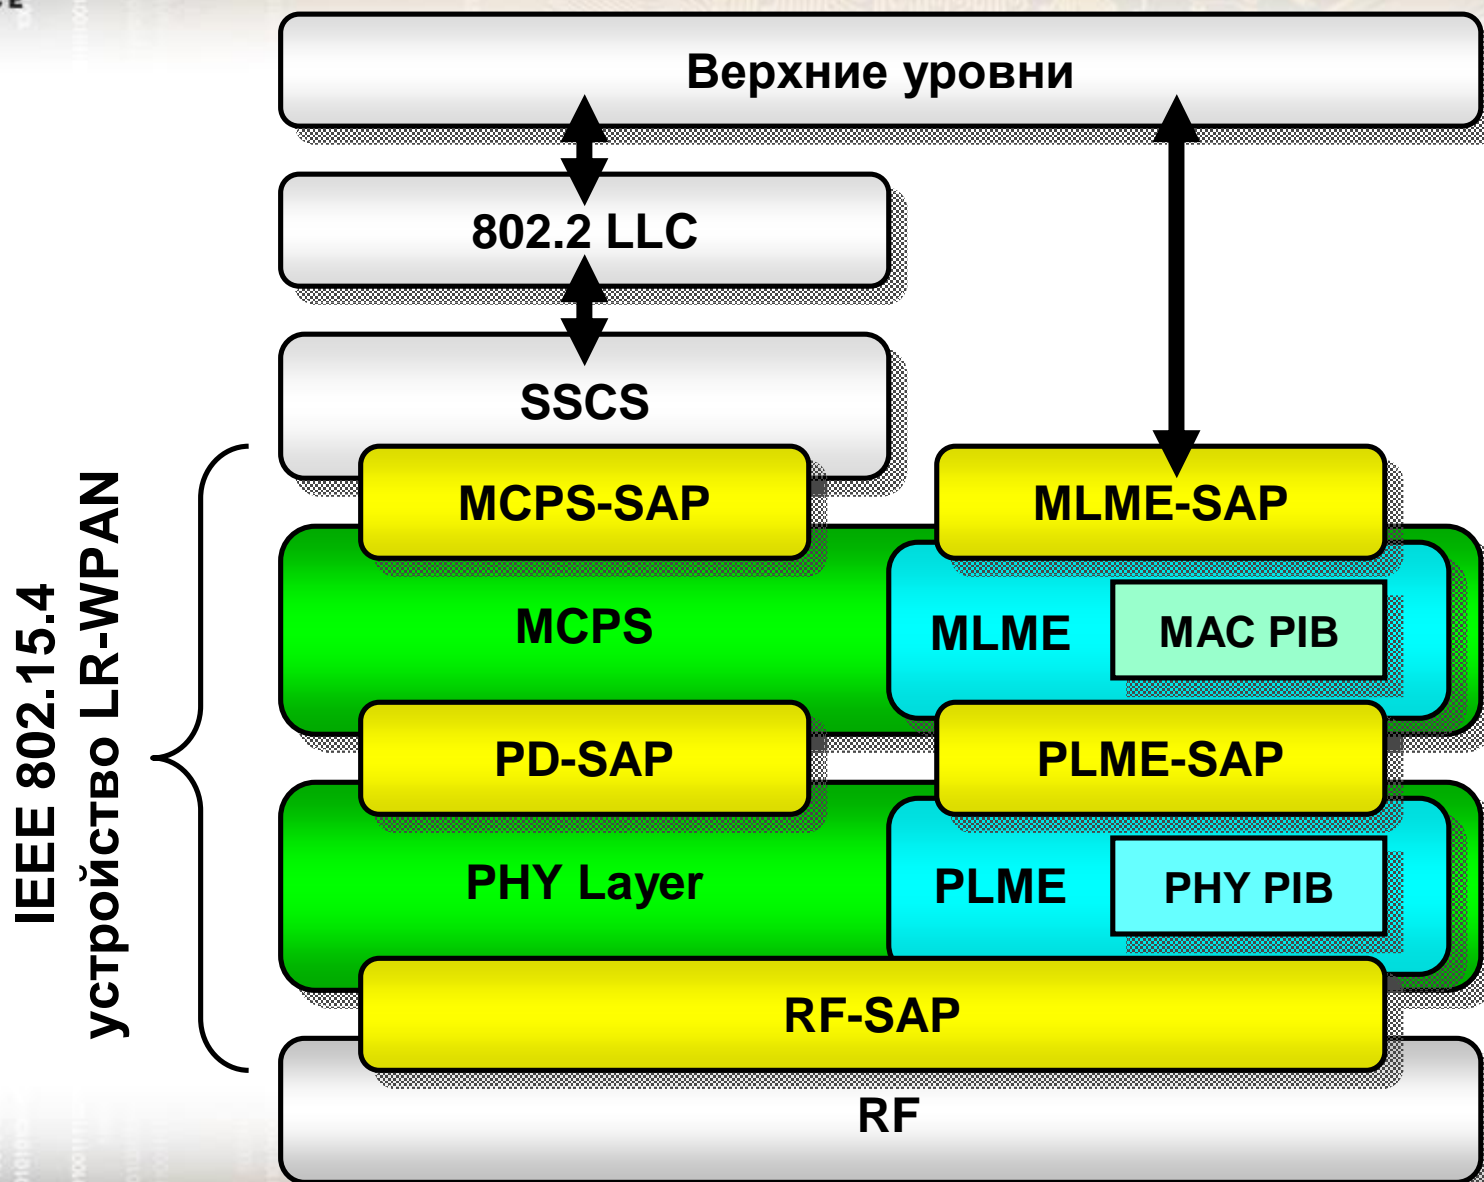 Верхние уровни
802.2 LLC
SSCS
MCPS-SAP
MLME-SAP
MCPS
MLME
MAC PIB
PD-SAP
PLME-SAP
PHY Layer
PLME
PHY PIB
RF-SAP
RF
IEEE 802.15.4
устройство LR-WPAN